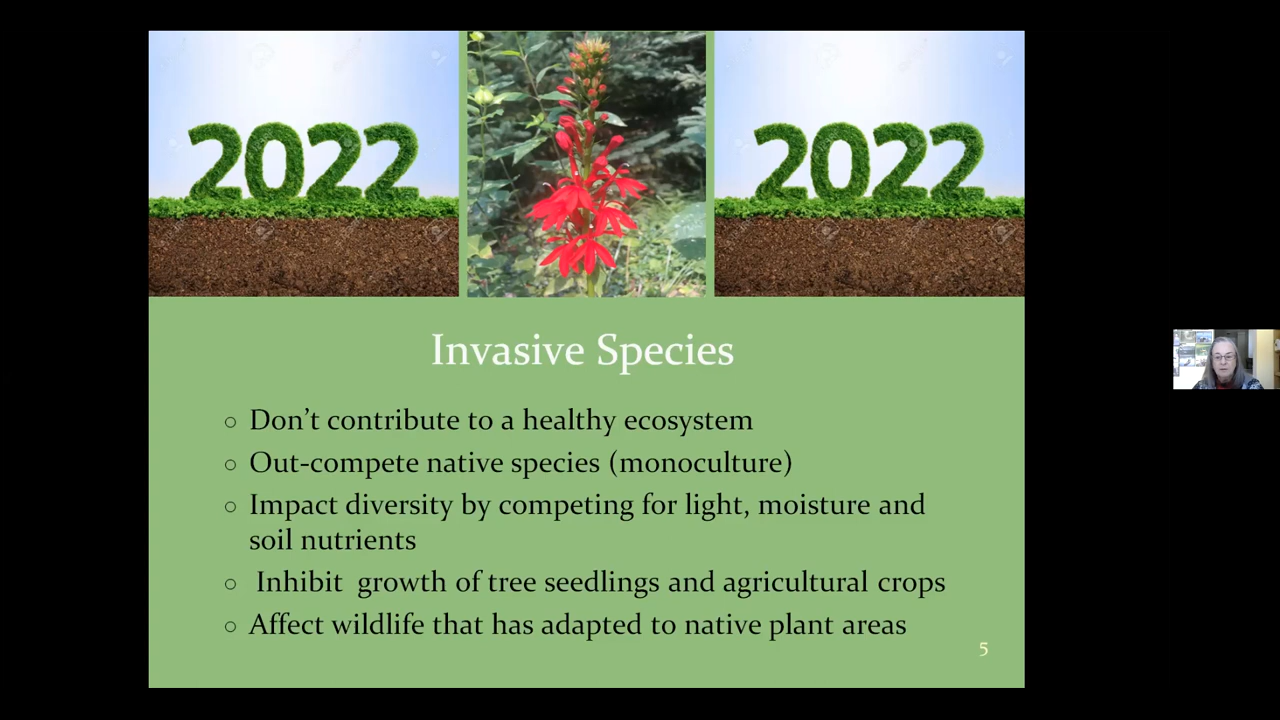 2022
2022
Invasive Species
○ Don't contribute to a healthy ecosystem
○ Out-compete native species (monoculture)
○ Impact diversity by competing for light, moisture and
soil nutrients
○ Inhibit growth of tree seedlings and agricultural crops
○ Affect wildlife that has adapted to native plant areas
5